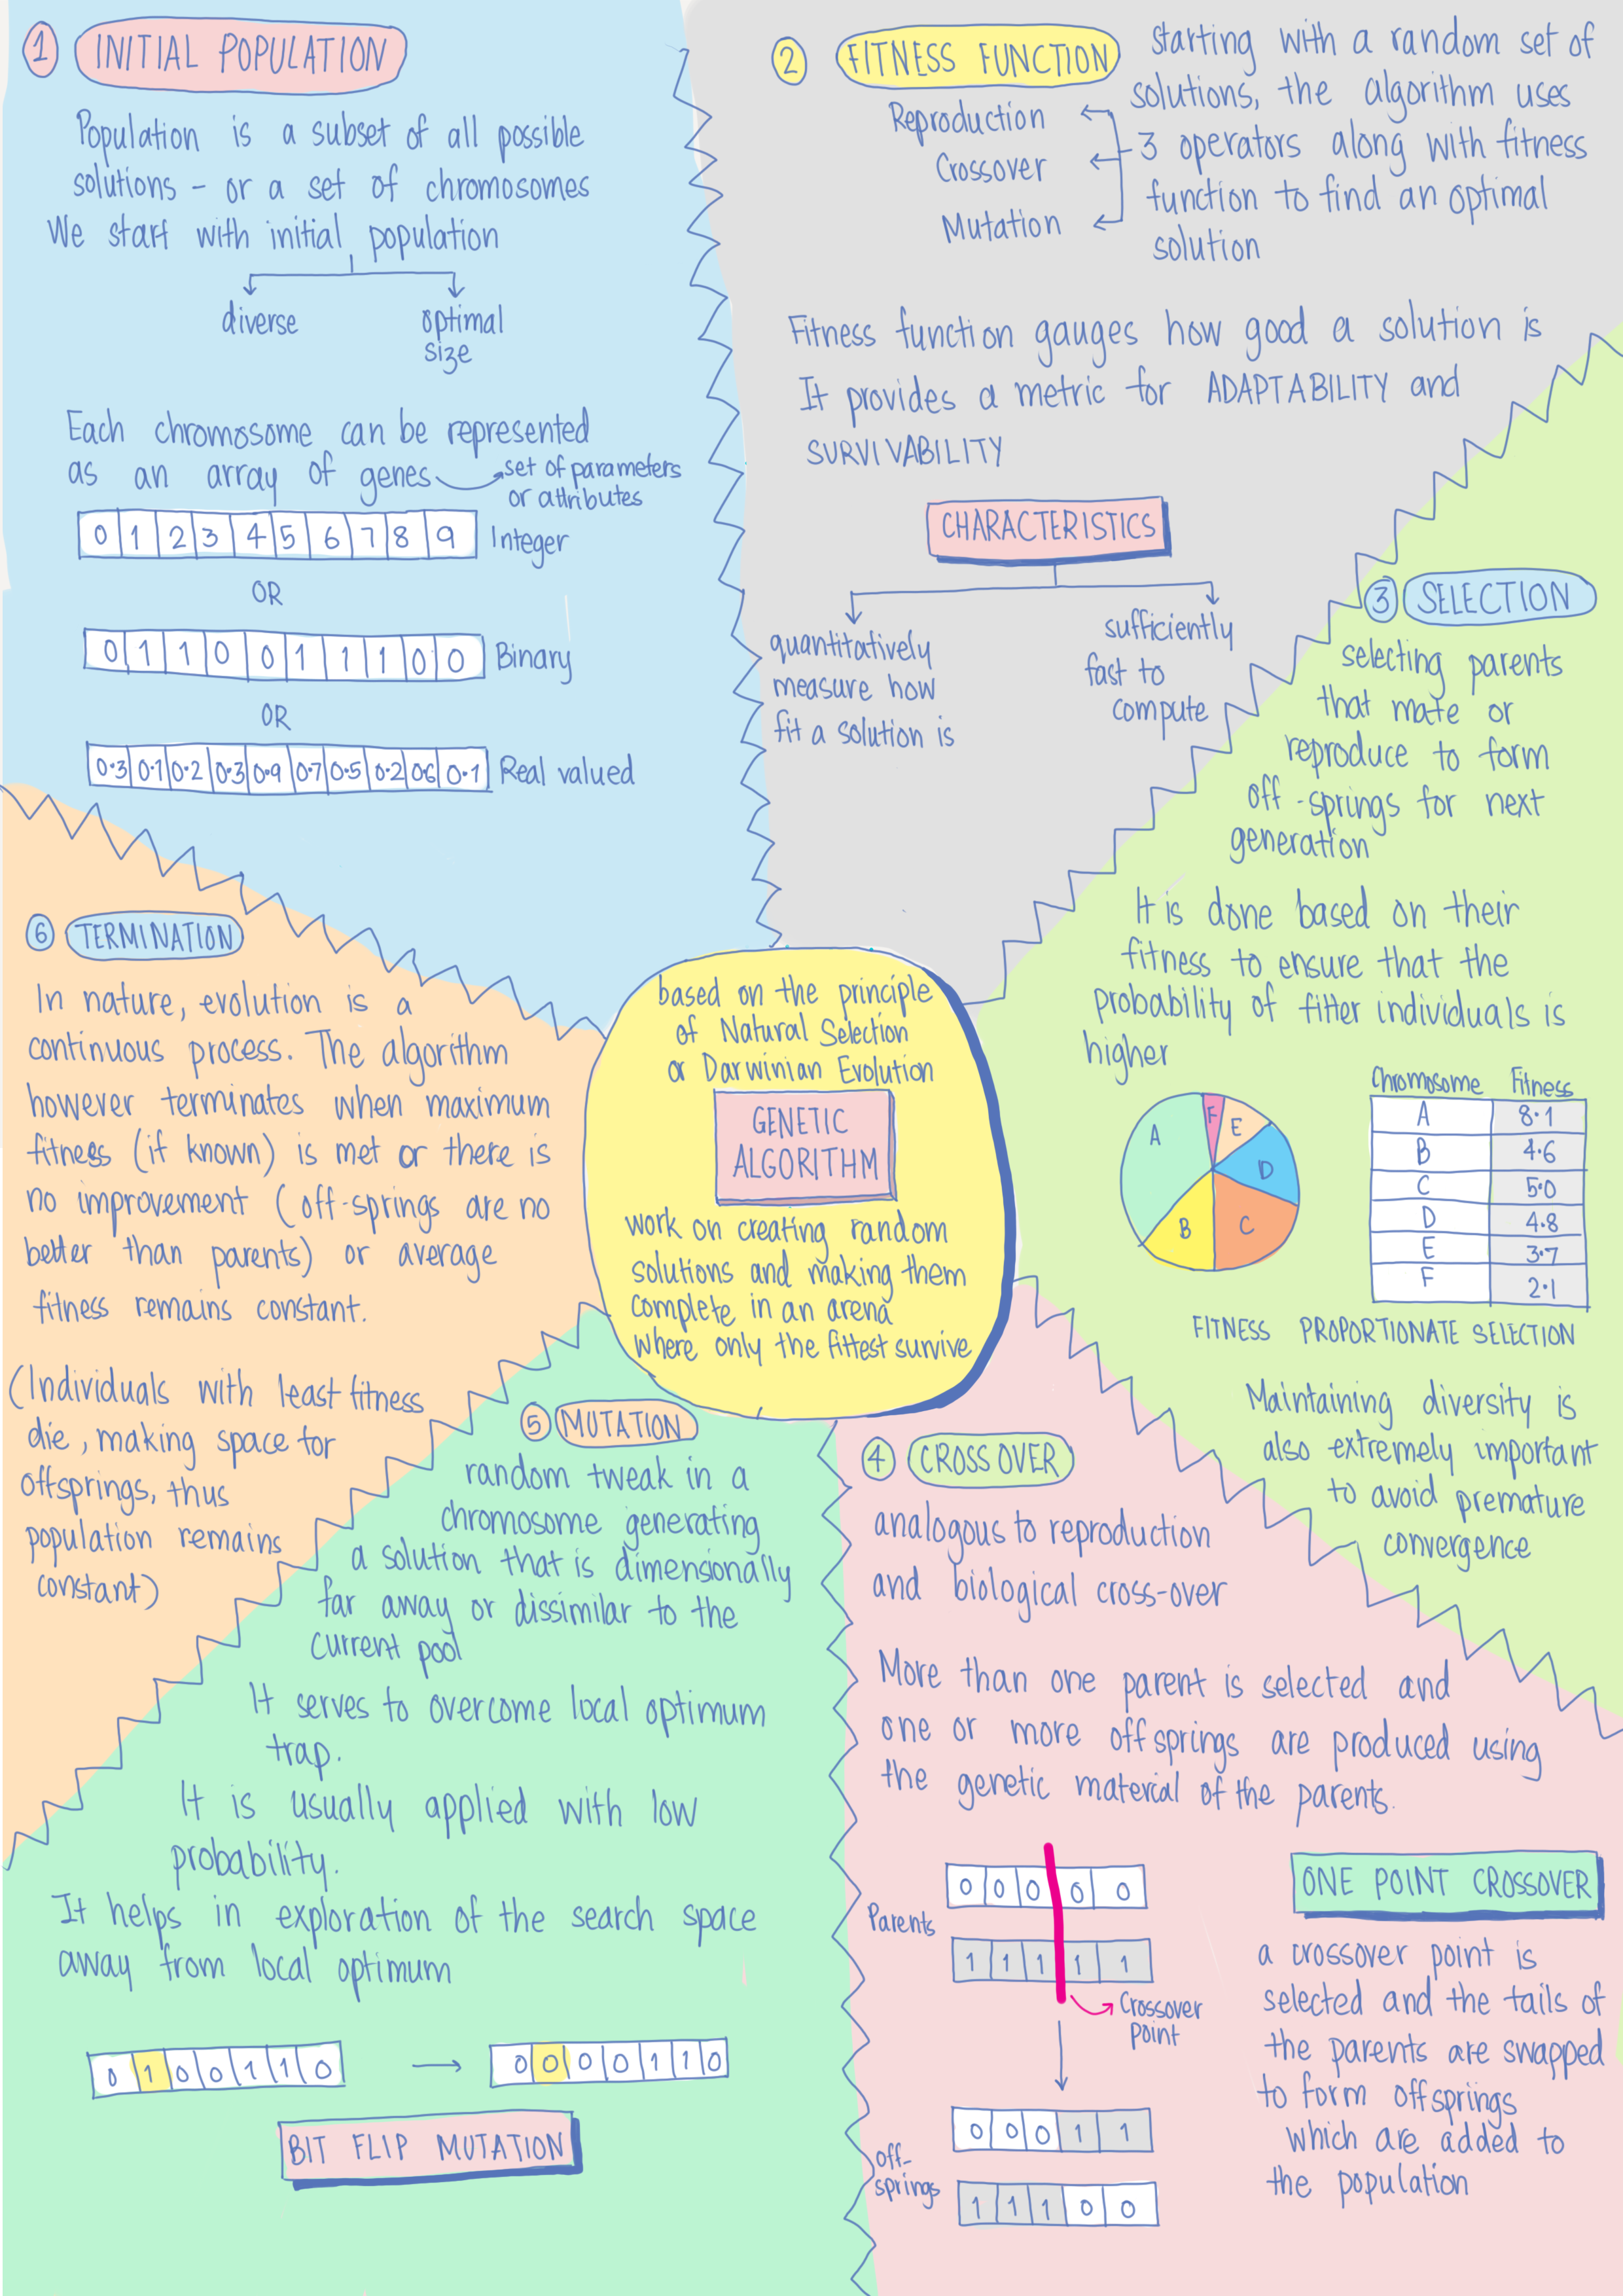 1 INITIAL POPULATION
Population is a subset of all possible
solutions - or a set of chromosomes
We start with initial population
diverse
optimal
size
Each chromosome can be represented
as an array of genes
set of parameters
or attributes
0 1 2 3 4 5 6 7 8 9 Integer
OR
0 1 1 0 0 1 1 1 0 0 Binary
OR
0.3 0.1 0.2 0.3 0.9 0.7 0.5 0.2 0.6 0.1 Real valued
2 FITNESS FUNCTION
starting with a random set of
solutions, the algorithm uses
3 operators along with fitness
function to find an optimal
solution
Reproduction
Crossover
Mutation
Fitness function gauges how good a solution is
It provides a metric for ADAPTABILITY and
SURVIVABILITY
CHARACTERISTICS
quantitatively
measure how
fit a solution is
sufficiently
fast to
compute
3 SELECTION
selecting parents
that mate or
reproduce to form
off-springs for next
generation
It is done based on their
fitness to ensure that the
probability of fitter individuals is
higher
A
B
C
D
E
F
Chromosome Fitness
A 8.1
B 4.6
C 5.0
D 4.8
E 3.7
F 2.1
FITNESS PROPORTIONATE SELECTION
Maintaining diversity is
also extremely important
to avoid premature
convergence
based on the principle
of Natural Selection
or Darwinian Evolution
GENETIC
ALGORITHM
work on creating random
solutions and making them
complete in an arena
where only the fittest survive
4 CROSS OVER
analogous to reproduction
and biological cross-over
More than one parent is selected and
one or more off springs are produced using
the genetic material of the parents.
Parents
0 0 0 0 0
1 1 1 1 1
Crossover
point
off-
springs
0 0 0 1 1
1 1 1 0 0
ONE POINT CROSSOVER
a crossover point is
selected and the tails of
the parents are swapped
to form offsprings
which are added to
the population
5 MUTATION
random tweak in a
chromosome generating
a solution that is dimensionally
far away or dissimilar to the
current pool
It serves to overcome local optimum
trap.
It is usually applied with low
probability.
It helps in exploration of the search space
away from local optimum
0 1 0 0 1 1 0
0 0 0 0 1 1 0
BIT FLIP MUTATION
6 TERMINATION
In nature, evolution is a
continuous process. The algorithm
however terminates when maximum
fitness (if known) is met or there is
no improvement (off-springs are no
better than parents) or average
fitness remains constant.
(Individuals with least fitness
die, making space for
offsprings, thus
population remains
constant)